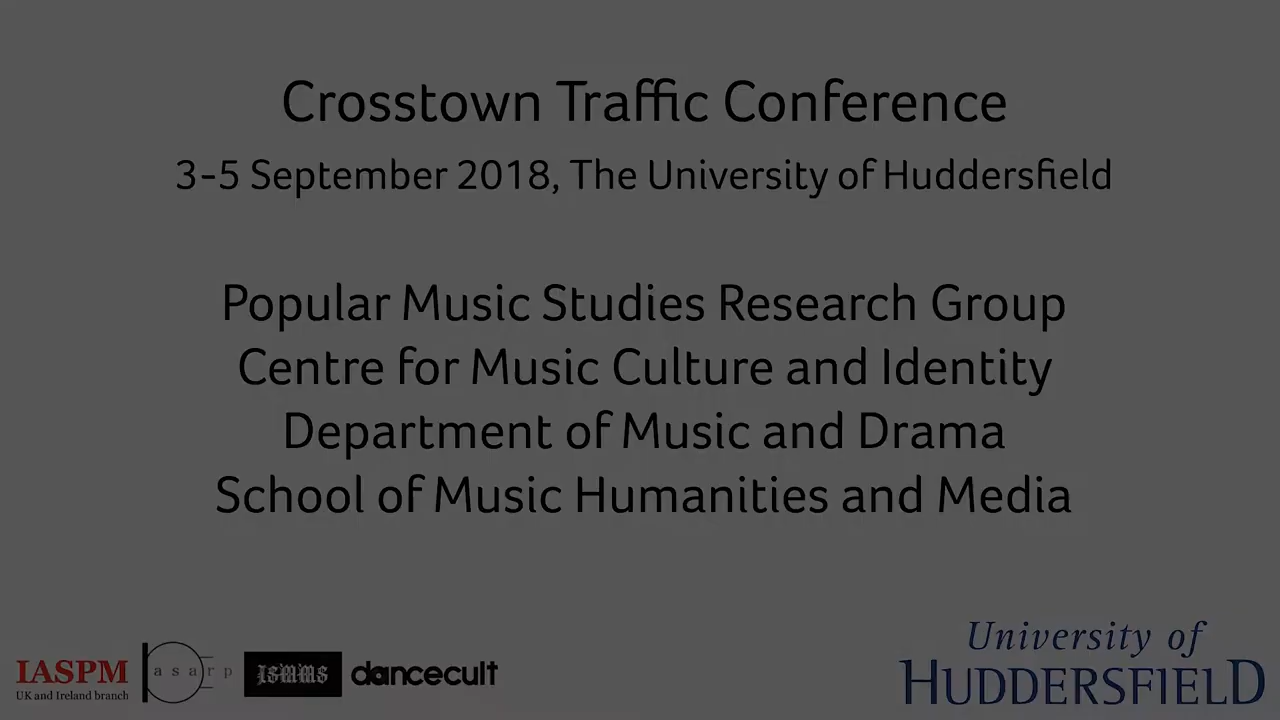 Crosstown Traffic Conference
3-5 September 2018, The University of Huddersfield
Popular Music Studies Research Group
Centre for Music Culture and Identity
Department of Music and Drama
School of Music Humanities and Media
IASPM
UK and Ireland branch
asarp
ISMMS
dancecult
University of
HUDDERSFIELD